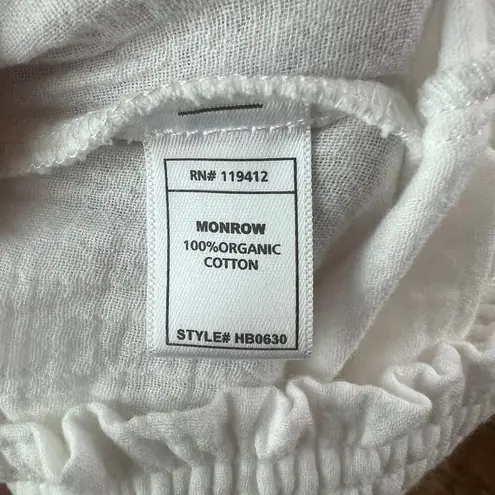 RN# 119412
MONROW
100%ORGANIC
COTTON
STYLE# HB0630